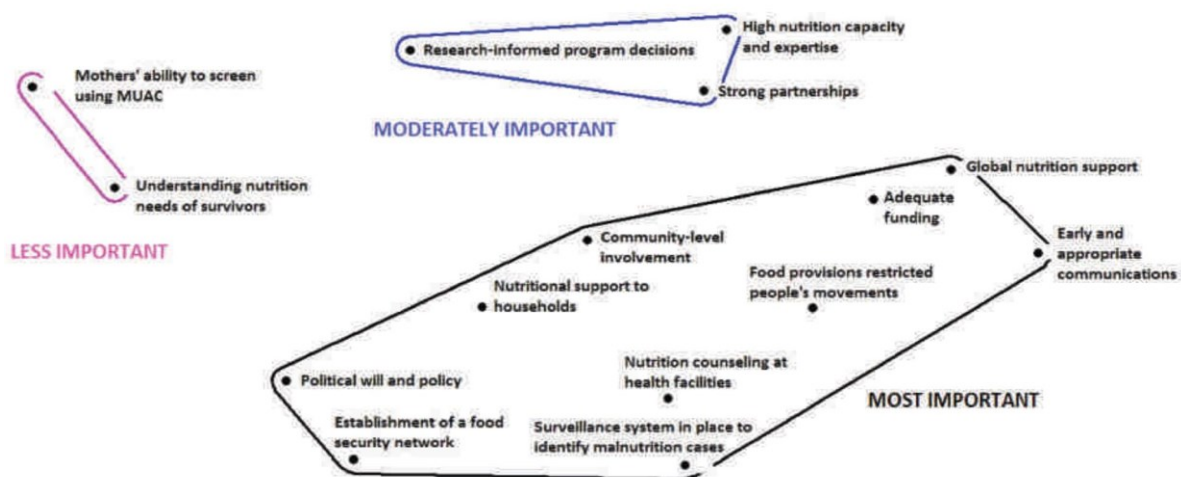 High nutrition capacity
and expertise
Research-informed program decisions
Strong partnerships
MODERATELY IMPORTANT
Mothers' ability to screen
using MUAC
Understanding nutrition
needs of survivors
LESS IMPORTANT
Global nutrition support
Adequate
funding
Early and
appropriate
communications
Community-level
involvement
Food provisions restricted
people's movements
Nutritional support to
households
Nutrition counseling at
health facilities
Political will and policy
MOST IMPORTANT
Establishment of a food
security network
Surveillance system in place to
identify malnutrition cases